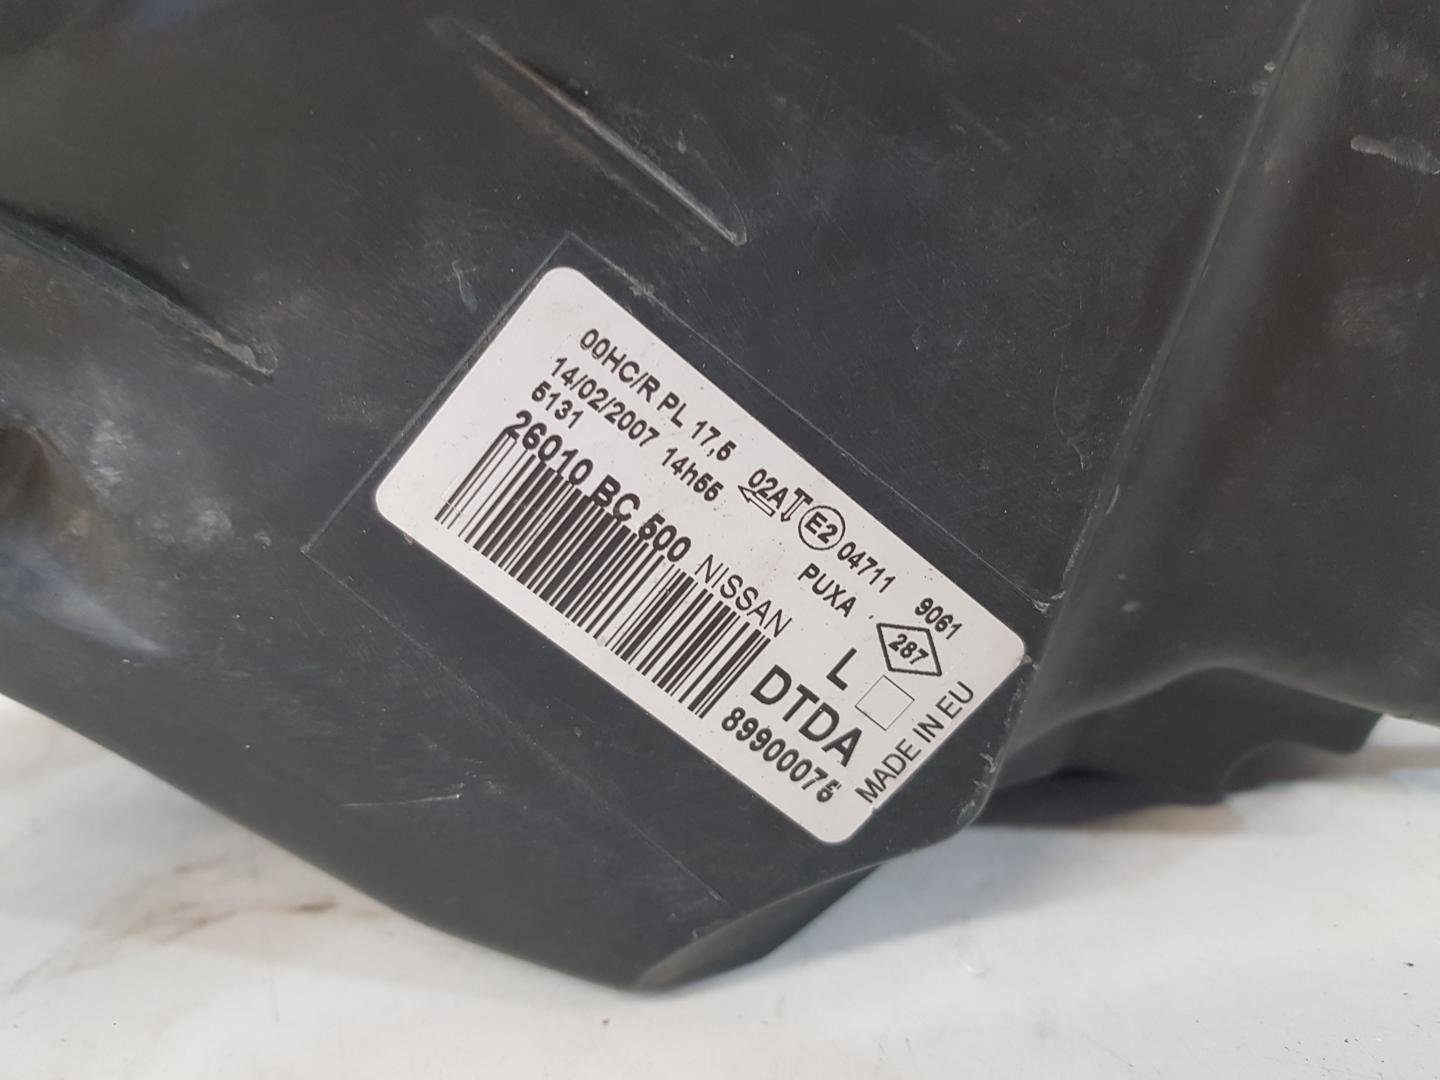 00HC/R PL 17,5 02A E2 04711 9061
14/02/2007 14h55 PUXA 287
5131
26010 BC 500 NISSAN L
DTDA
89900075
MADE IN EU